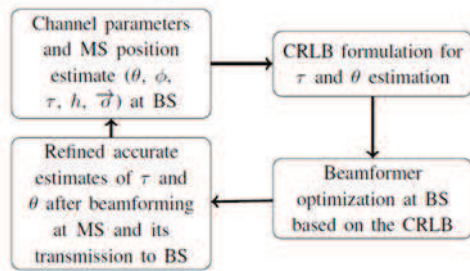 Channel parameters
and MS position
estimate (θ, ϕ,
τ, h, →o) at BS
CRLB formulation for
τ and θ estimation
Beamformer
optimization at BS
based on the CRLB
Refined accurate
estimates of τ and
θ after beamforming
at MS and its
transmission to BS